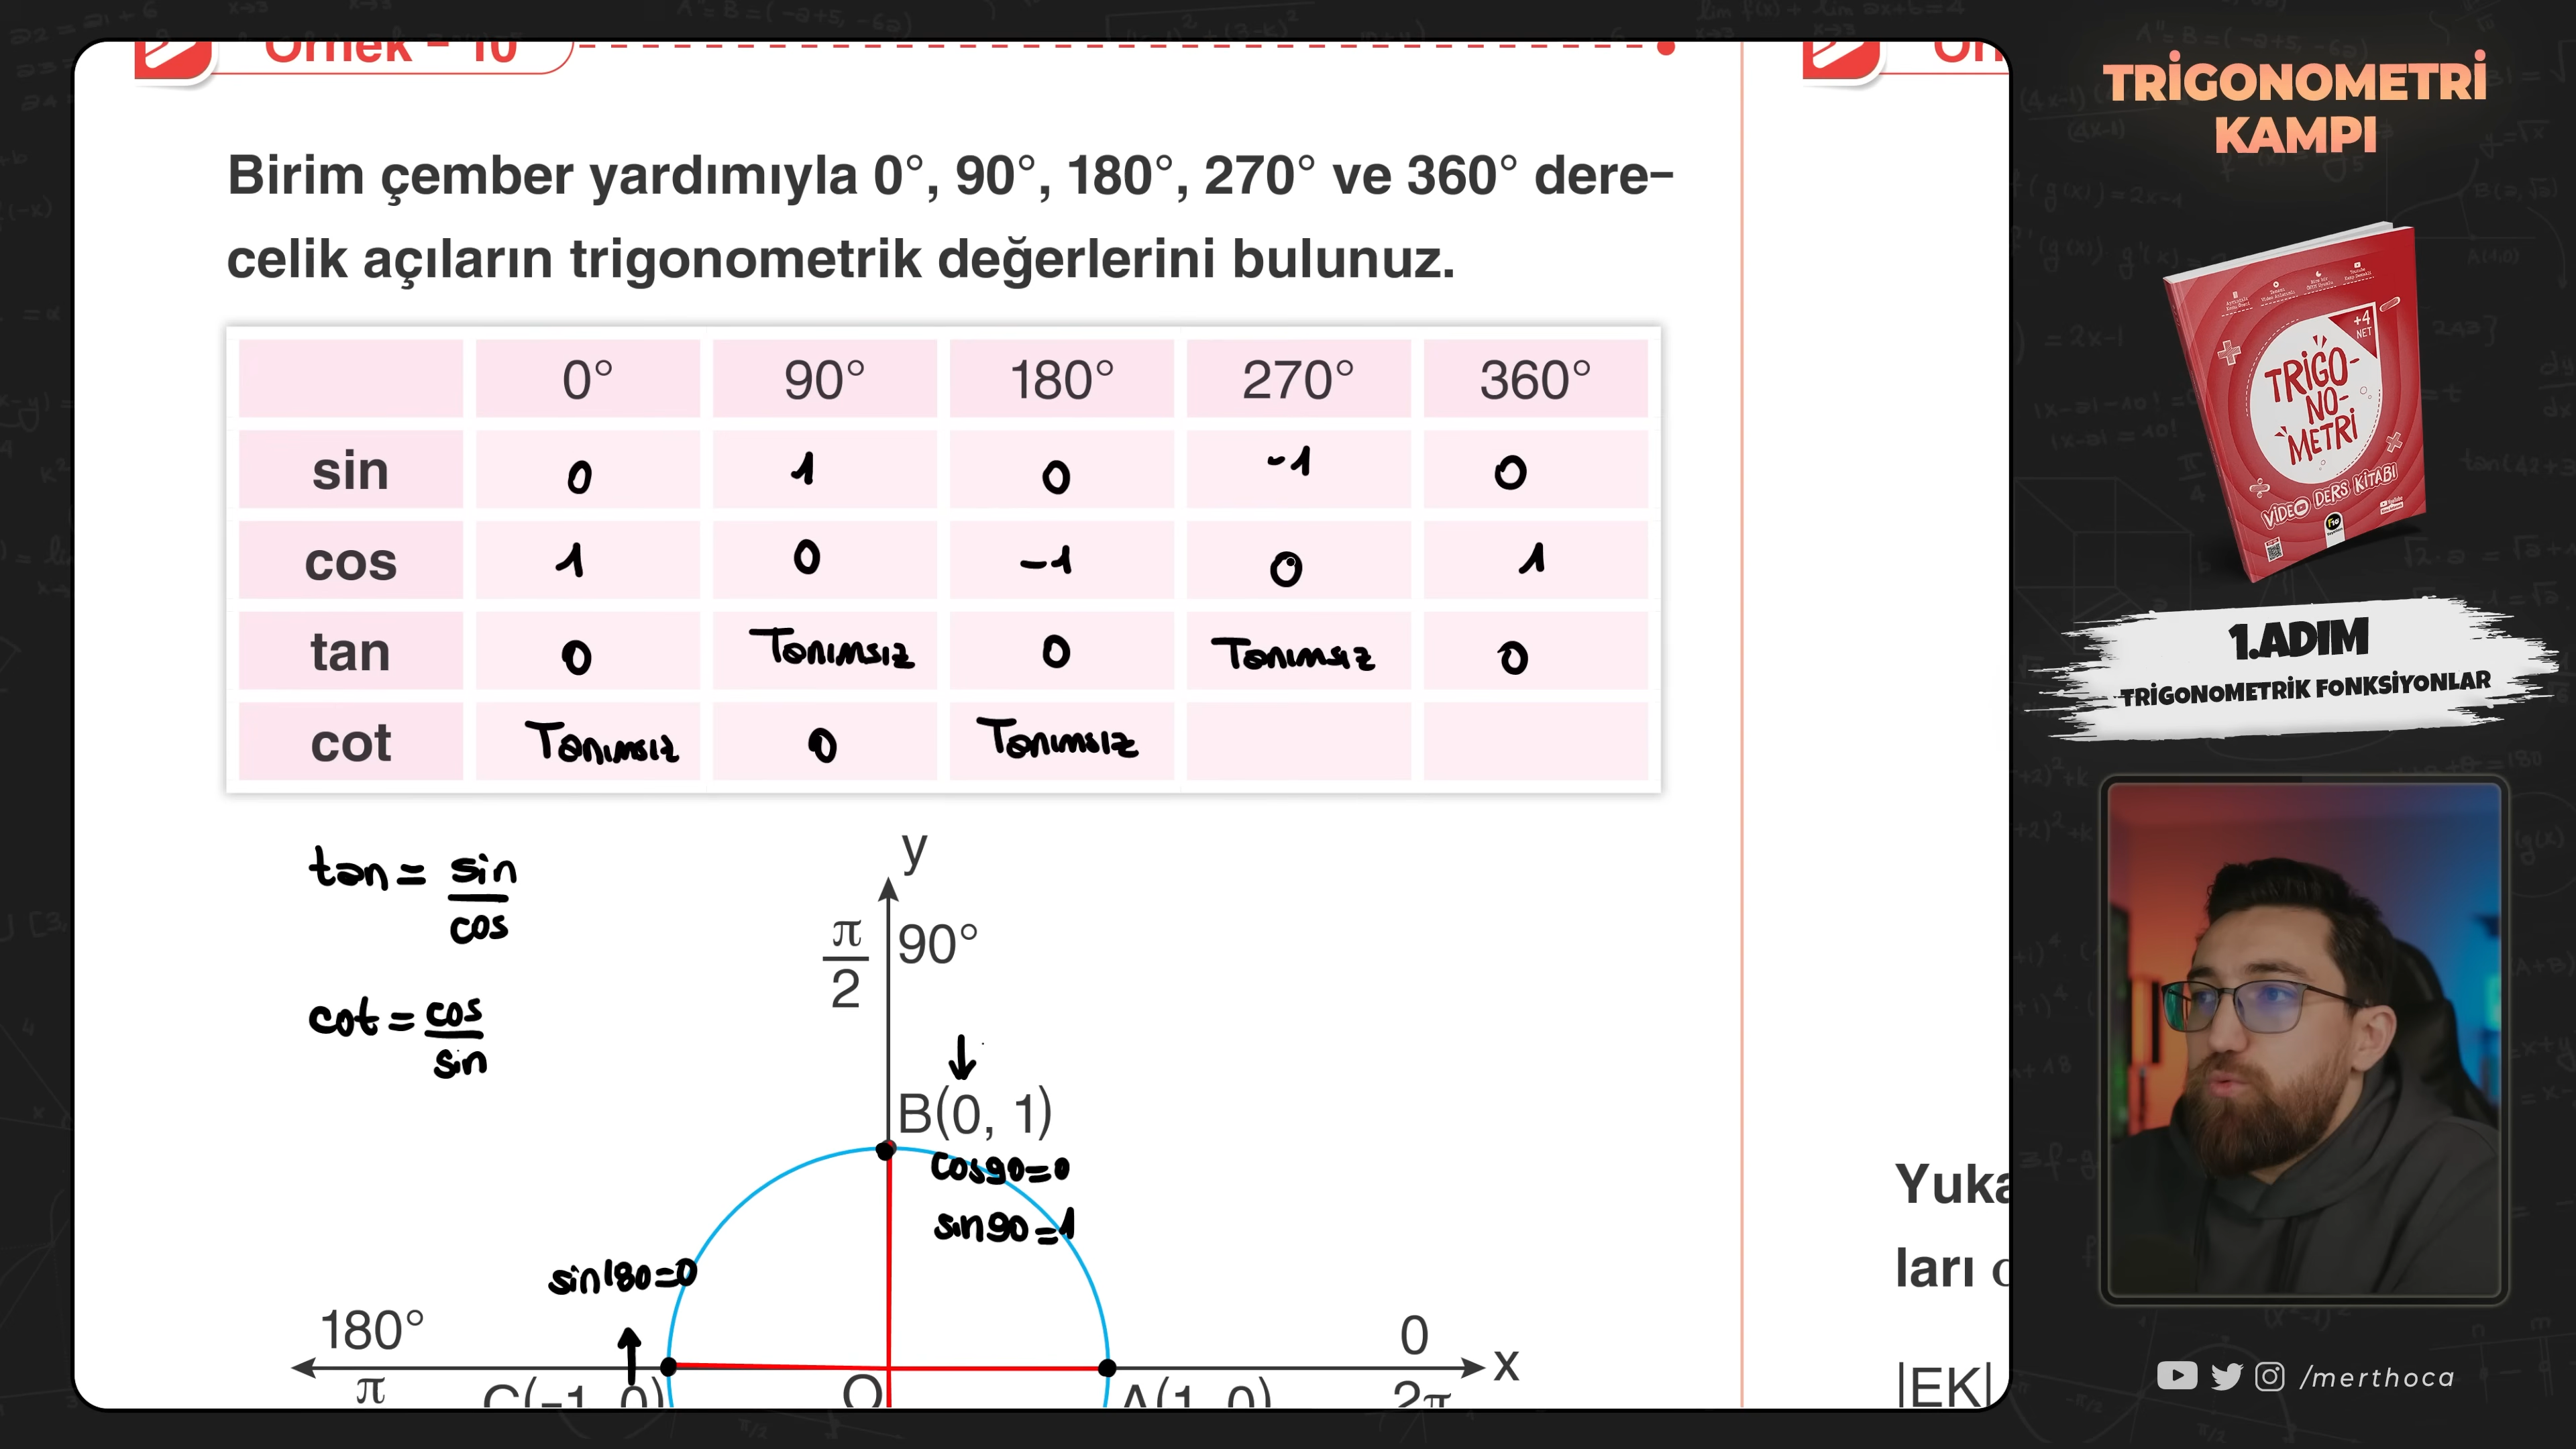 Örnek - 10
Birim çember yardımıyla 0°, 90°, 180°, 270° ve 360° dere-
celik açıların trigonometrik değerlerini bulunuz.
0° 90° 180° 270° 360°
sin 0 1 0 -1 0
cos 1 0 -1 0 1
tan 0 Tanımsız 0 Tanımsız 0
cot Tanımsız 0 Tanımsız
tan = sin/cos
cot = cos/sin
y
π/2 90°
B(0, 1)
cos90=0
sin90=1
sin180=0
180°
π
C(-1, 0)
O
A(1, 0)
0
x
2π
Yuka
ları
|EK|
TRİGONOMETRİ
KAMPI
+4
NET
TRİGO-
NO-
METRİ
VİDEO DERS KİTABI
1.ADIM
TRİGONOMETRİK FONKSİYONLAR
/merthoca